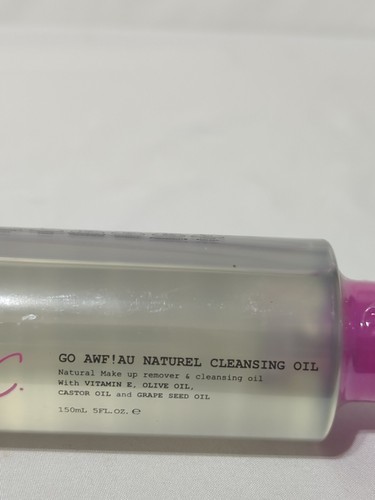 C.
GO AWF!AU NATUREL CLEANSING OIL
Natural Make up remover & cleansing oil
With VITAMIN E, OLIVE OIL,
CASTOR OIL and GRAPE SEED OIL
150mL 5FL.OZ. ℮